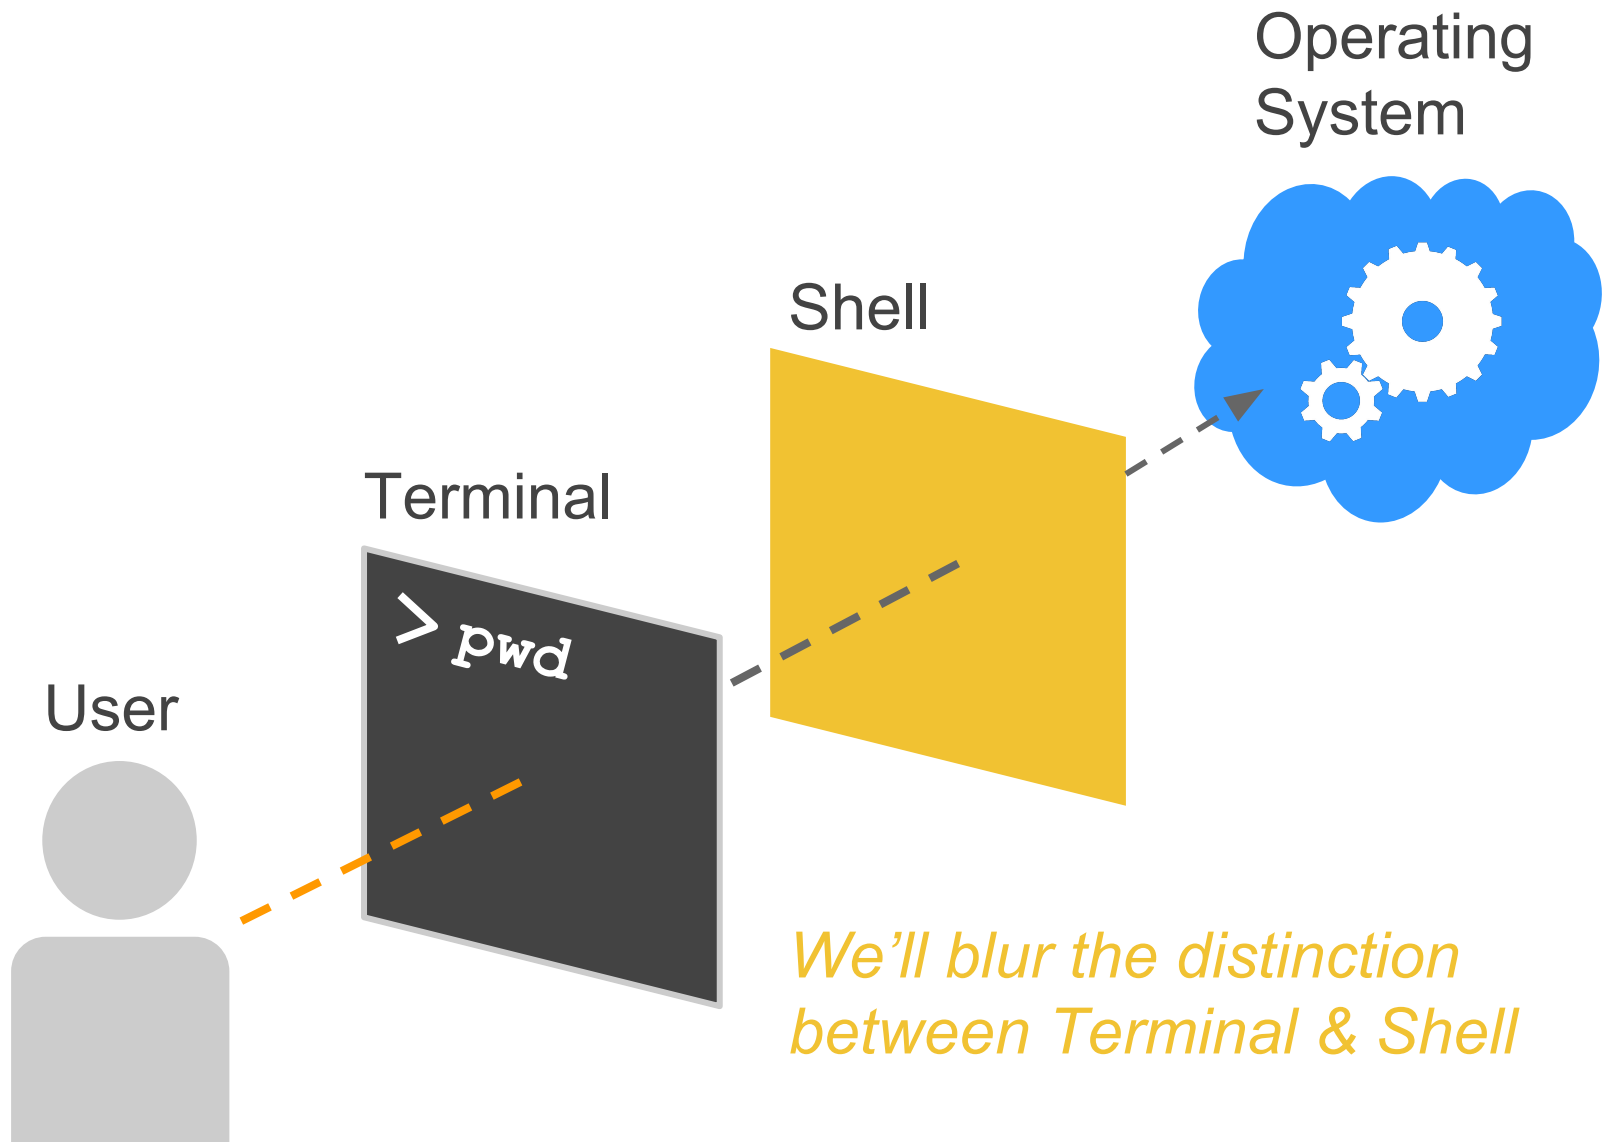 Operating
System
Shell
Terminal
> pwd
User
We’ll blur the distinction
between Terminal & Shell